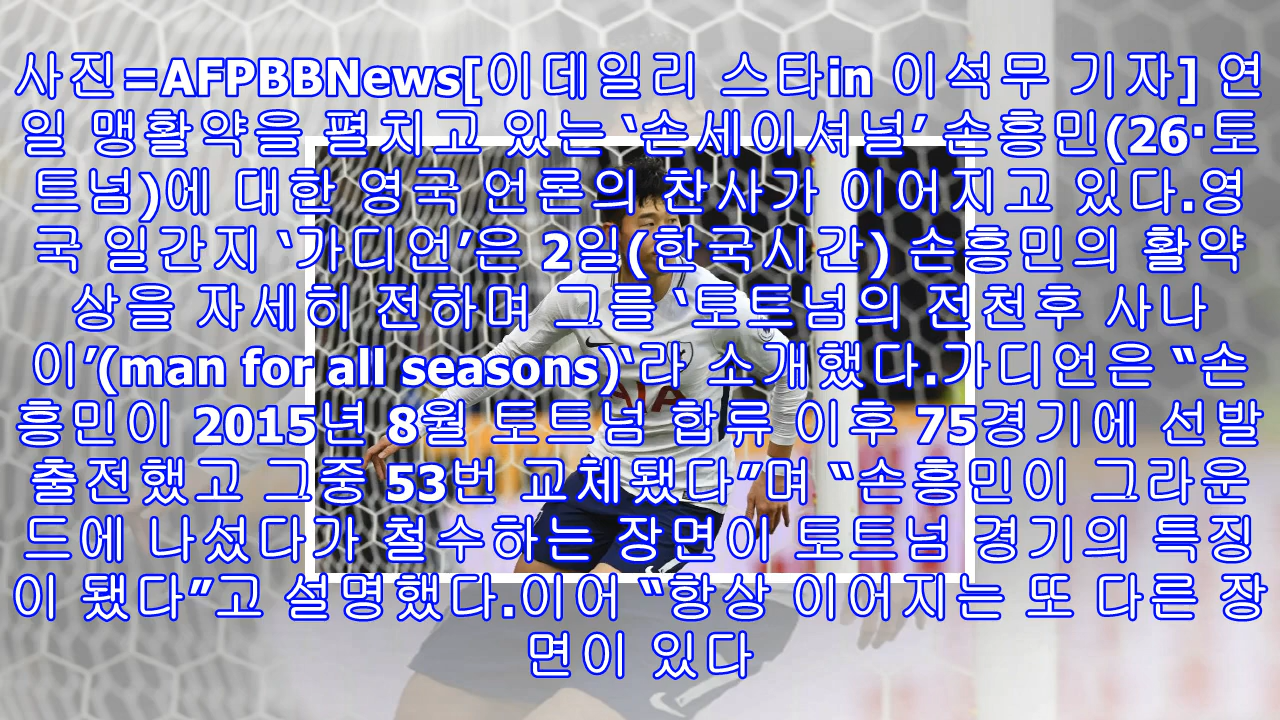 사진=AFPBBNews[이데일리 스타in 이석무 기자] 연
일 맹활약을 펼치고 있는 ‘손세이셔널’ 손흥민(26·토
트넘)에 대한 영국 언론의 찬사가 이어지고 있다.영
국 일간지 ‘가디언’은 2일(한국시간) 손흥민의 활약
상을 자세히 전하며 그를 ‘토트넘의 전천후 사나
이’(man for all seasons)‘라 소개했다.가디언은 “손
흥민이 2015년 8월 토트넘 합류 이후 75경기에 선발
출전했고 그중 53번 교체됐다”며 “손흥민이 그라운
드에 나섰다가 철수하는 장면이 토트넘 경기의 특징
이 됐다”고 설명했다.이어 “항상 이어지는 또 다른 장
면이 있다
AIA